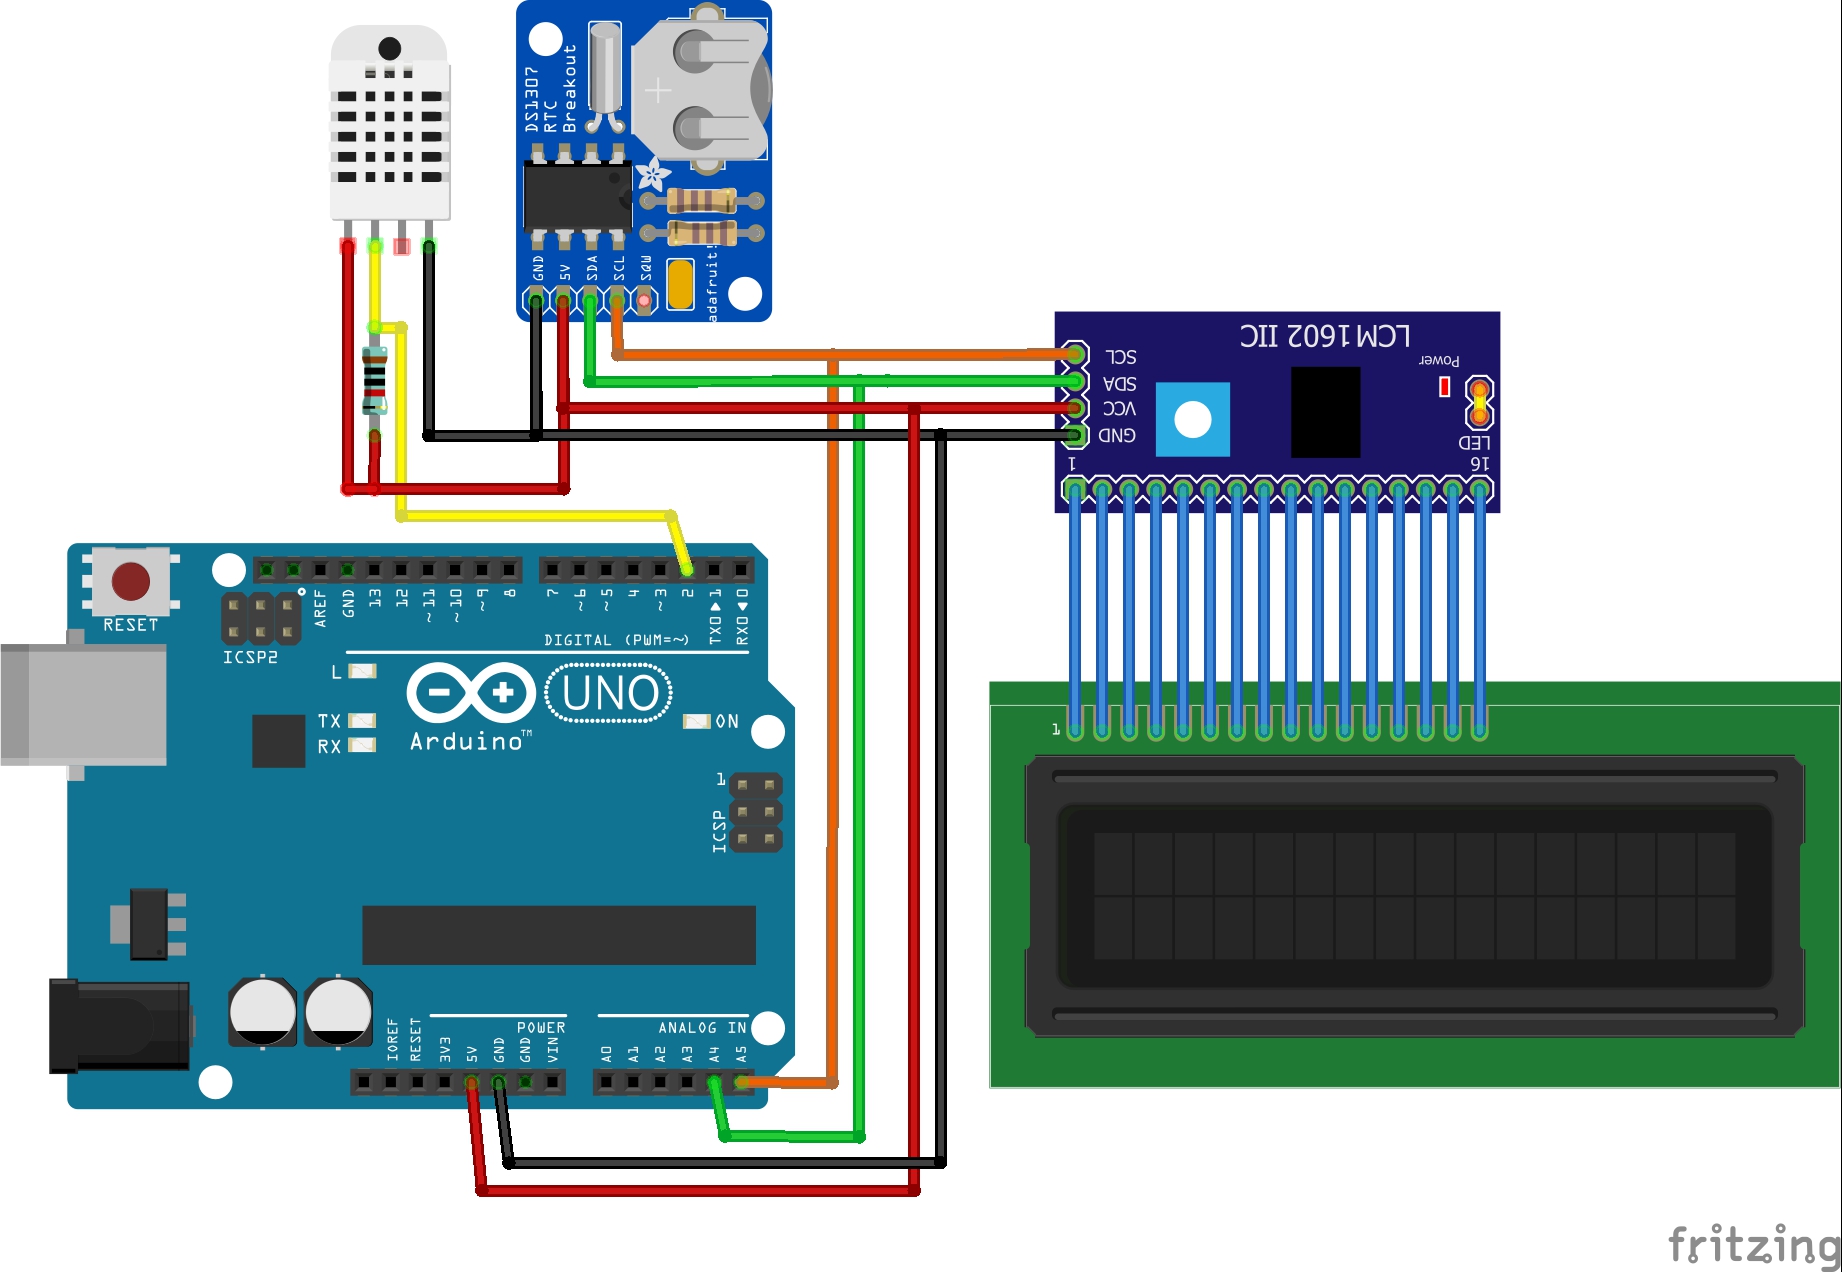 DS1307
RTC
Breakout
GND
5V
SDA
SCL
SQW
adafruit!
LCM1602 IIC
SCL
SDA
VCC
GND
Power
LED
1
16
RESET
ICSP2
AREF
GND
13
12
~11
~10
~9
8
7
~6
~5
4
~3
2
TX0▶1
RX0◀0
DIGITAL (PWM=~)
L
TX
RX
UNO
Arduino™
ON
1
ICSP
1
IOREF
RESET
3V3
5V
GND
GND
VIN
POWER
ANALOG IN
A0
A1
A2
A3
A4
A5
fritzing